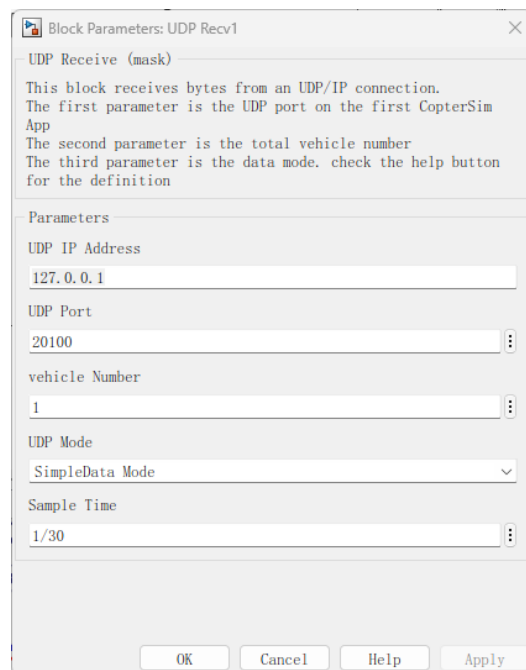 Block Parameters: UDP Recv1
UDP Receive (mask)
This block receives bytes from an UDP/IP connection.
The first parameter is the UDP port on the first CopterSim
App
The second parameter is the total vehicle number
The third parameter is the data mode. check the help button
for the definition
Parameters
UDP IP Address
127.0.0.1
UDP Port
20100
vehicle Number
1
UDP Mode
SimpleData Mode
Sample Time
1/30
OK Cancel Help Apply